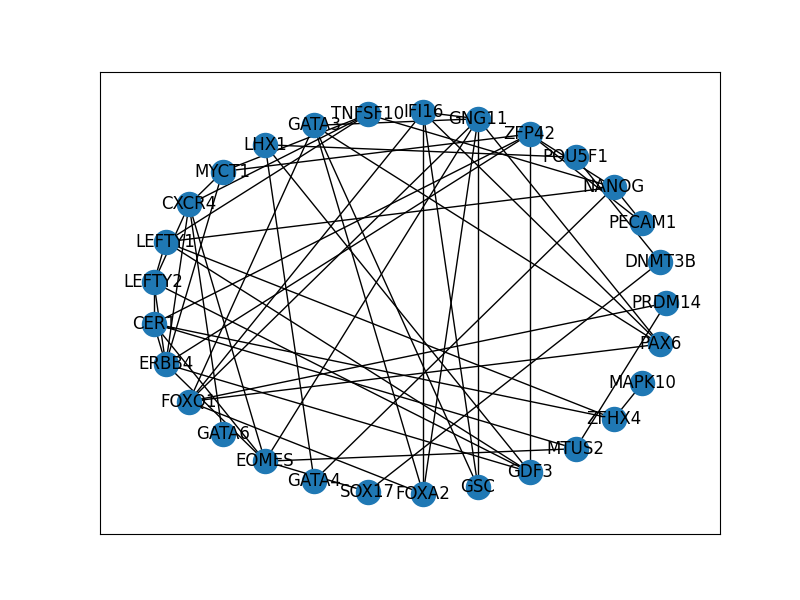 TNFSF10
IFI16
GNG11
GATA3
ZFP42
LHX1
POU5F1
MYCT1
NANOG
CXCR4
PECAM1
LEFTY1
DNMT3B
LEFTY2
PRDM14
CER1
PAX6
ERBB4
MAPK10
FOXO1
ZFHX4
GATA6
MTUS2
EOMES
GDF3
GATA4
SOX17
FOXA2
GSC